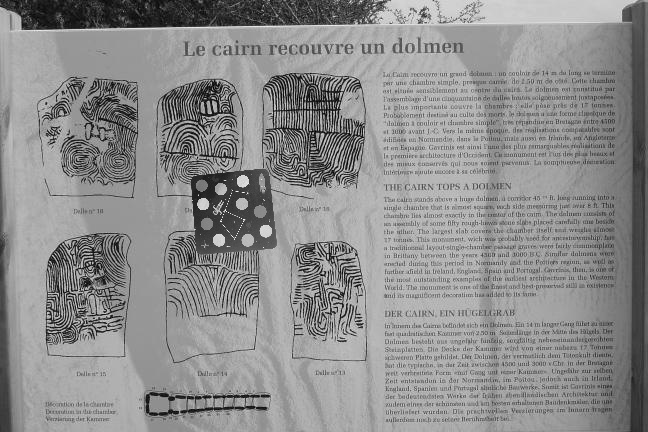 Le cairn recouvre un dolmen
Le Cairn recouvre un grand dolmen : un couloir de 14 m de long se termine
par une chambre simple, presque carrée, de 2,50 m de côté. Cette chambre
est située sensiblement au centre du cairn. Le dolmen est constitué par
l'assemblage d'une cinquantaine de dalles brutes soigneusement juxtaposées.
La plus importante couvre la chambre : elle pèse près de 17 tonnes.
Probablement destiné au culte des morts, le dolmen a une forme classique de
"dolmen à couloir et chambre simple", très répandue en Bretagne entre 4500
et 3000 avant J.-C. Vers la même époque, des réalisations comparables sont
édifiées en Normandie, dans le Poitou, mais aussi en Irlande, en Angleterre
et en Espagne. Gavrinis est ainsi l'une des plus remarquables réalisations de
la première architecture d'Occident. Ce monument est l'un des plus beaux et
des mieux conservés qui nous soient parvenus. La somptueuse décoration
intérieure ajoute encore à sa célébrité.
THE CAIRN TOPS A DOLMEN
The cairn stands above a huge dolmen, a corridor 45 ft long running into a
single chamber that is almost square, each side measuring just over 8 ft. This
chamber lies almost exactly in the center of the cairn. The dolmen consists of
an assembly of some fifty rough-hewn stone slabs placed carefully one beside
the other. The largest slab covers the chamber itself, and weighs almost
17 tonnes. This monument, wich was probably used for ancestorworship, has
a traditional layout-single-chamber passage graves were fairly commonplace
in Brittany between the years 4500 and 3000 B.C. Similar dolmens were
erected during this period in Normandy and the Poitiers region, as well as
further afield in Ireland, England, Spain and Portugal. Gavrinis, then, is one of
the most outstanding examples of the earliest architecture in the Western
World. The monument is one of the finest and best-preserved still in existence
and its magnificent decoration has added to its fame.
DER CAIRN, EIN HÜGELGRAB
Im Innern des Cairns befindet sich ein Dolmen. Ein 14 m langer Gang führt zu einer
fast quadratischen Kammer von 2,50 m Seitenlänge in der Mitte des Hügels. Der
Dolmen besteht aus ungefähr fünfzig, sorgfältig nebeneinandergereihten
Steinplatten. Die Decke der Kammer wird von einer nahezu 17 Tonnen
schweren Platte gebildet. Der Dolmen, der vermutlich dem Totenkult diente,
hat die typische, in der Zeit zwischen 4500 und 3000 v.Chr. in der Bretagne
weit verbreitete Form «mit Gang und einer Kammer». Ungefähr zur selben
Zeit entstanden in der Normandie, im Poitou, jedoch auch in Irland,
England, Spanien und Portugal ähnliche Bauwerke. Somit ist Gavrinis eines
der bedeutendsten Werke der frühen abendländischen Architektur und
zudem eines der schönsten und am besten erhaltenen Baudenkmäler, die uns
überliefert wurden. Die prachtvollen Verzierungen im Innern tragen
außerdem noch zu seiner Berühmtheit bei.
Dalle n° 18
Dalle n° 16
Dalle n° 15
Dalle n° 14
Dalle n° 13
Décoration de la chambre
Decoration in the chamber
Verzierung der Kammer